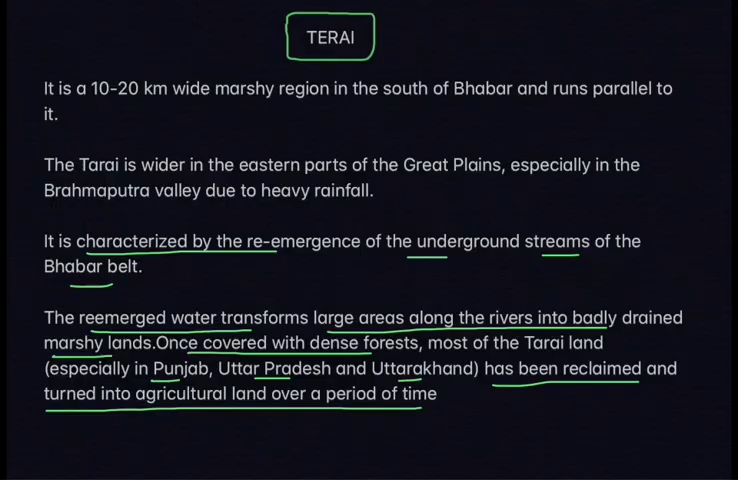 TERAI
It is a 10-20 km wide marshy region in the south of Bhabar and runs parallel to
it.
The Tarai is wider in the eastern parts of the Great Plains, especially in the
Brahmaputra valley due to heavy rainfall.
It is characterized by the re-emergence of the underground streams of the
Bhabar belt.
The reemerged water transforms large areas along the rivers into badly drained
marshy lands.Once covered with dense forests, most of the Tarai land
(especially in Punjab, Uttar Pradesh and Uttarakhand) has been reclaimed and
turned into agricultural land over a period of time